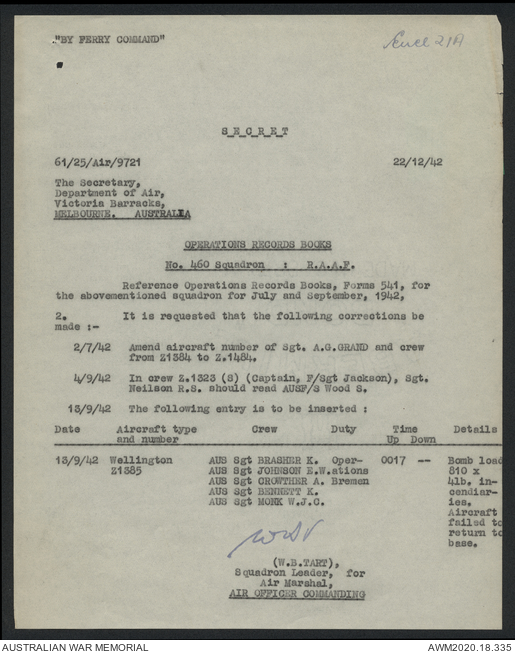 "BY FERRY COMMAND"
Encl 21A
SECRET
61/25/Air/9721 22/12/42
The Secretary,
Department of Air,
Victoria Barracks,
MELBOURNE. AUSTRALIA
OPERATIONS RECORDS BOOKS
No. 460 Squadron : R.A.A.F.
Reference Operations Records Books, Forms 541, for
the abovementioned squadron for July and September, 1942,
2. It is requested that the following corrections be
made :-
2/7/42 Amend aircraft number of Sgt. A.G.GRAND and crew
from Z1384 to Z.1484.
4/9/42 In crew Z.1323 (S) (Captain, F/Sgt Jackson), Sgt.
Neilson R.S. should read AUSF/S Wood S.
13/9/42 The following entry is to be inserted :
Date Aircraft type Crew Duty Time Details
and number Up Down
13/9/42 Wellington AUS Sgt BRASHER K. Oper- 0017 -- Bomb load
Z1385 AUS Sgt JOHNSON E.W.ations 810 x
AUS Sgt CROWTHER A. Bremen 4lb. in-
AUS Sgt BENNETT K. cendiar-
AUS Sgt MONK W.J.C. ies.
Aircraft
failed to
return to
base.
(W.B.TART),
Squadron Leader, for
Air Marshal,
AIR OFFICER COMMANDING
AUSTRALIAN WAR MEMORIAL AWM2020.18.335